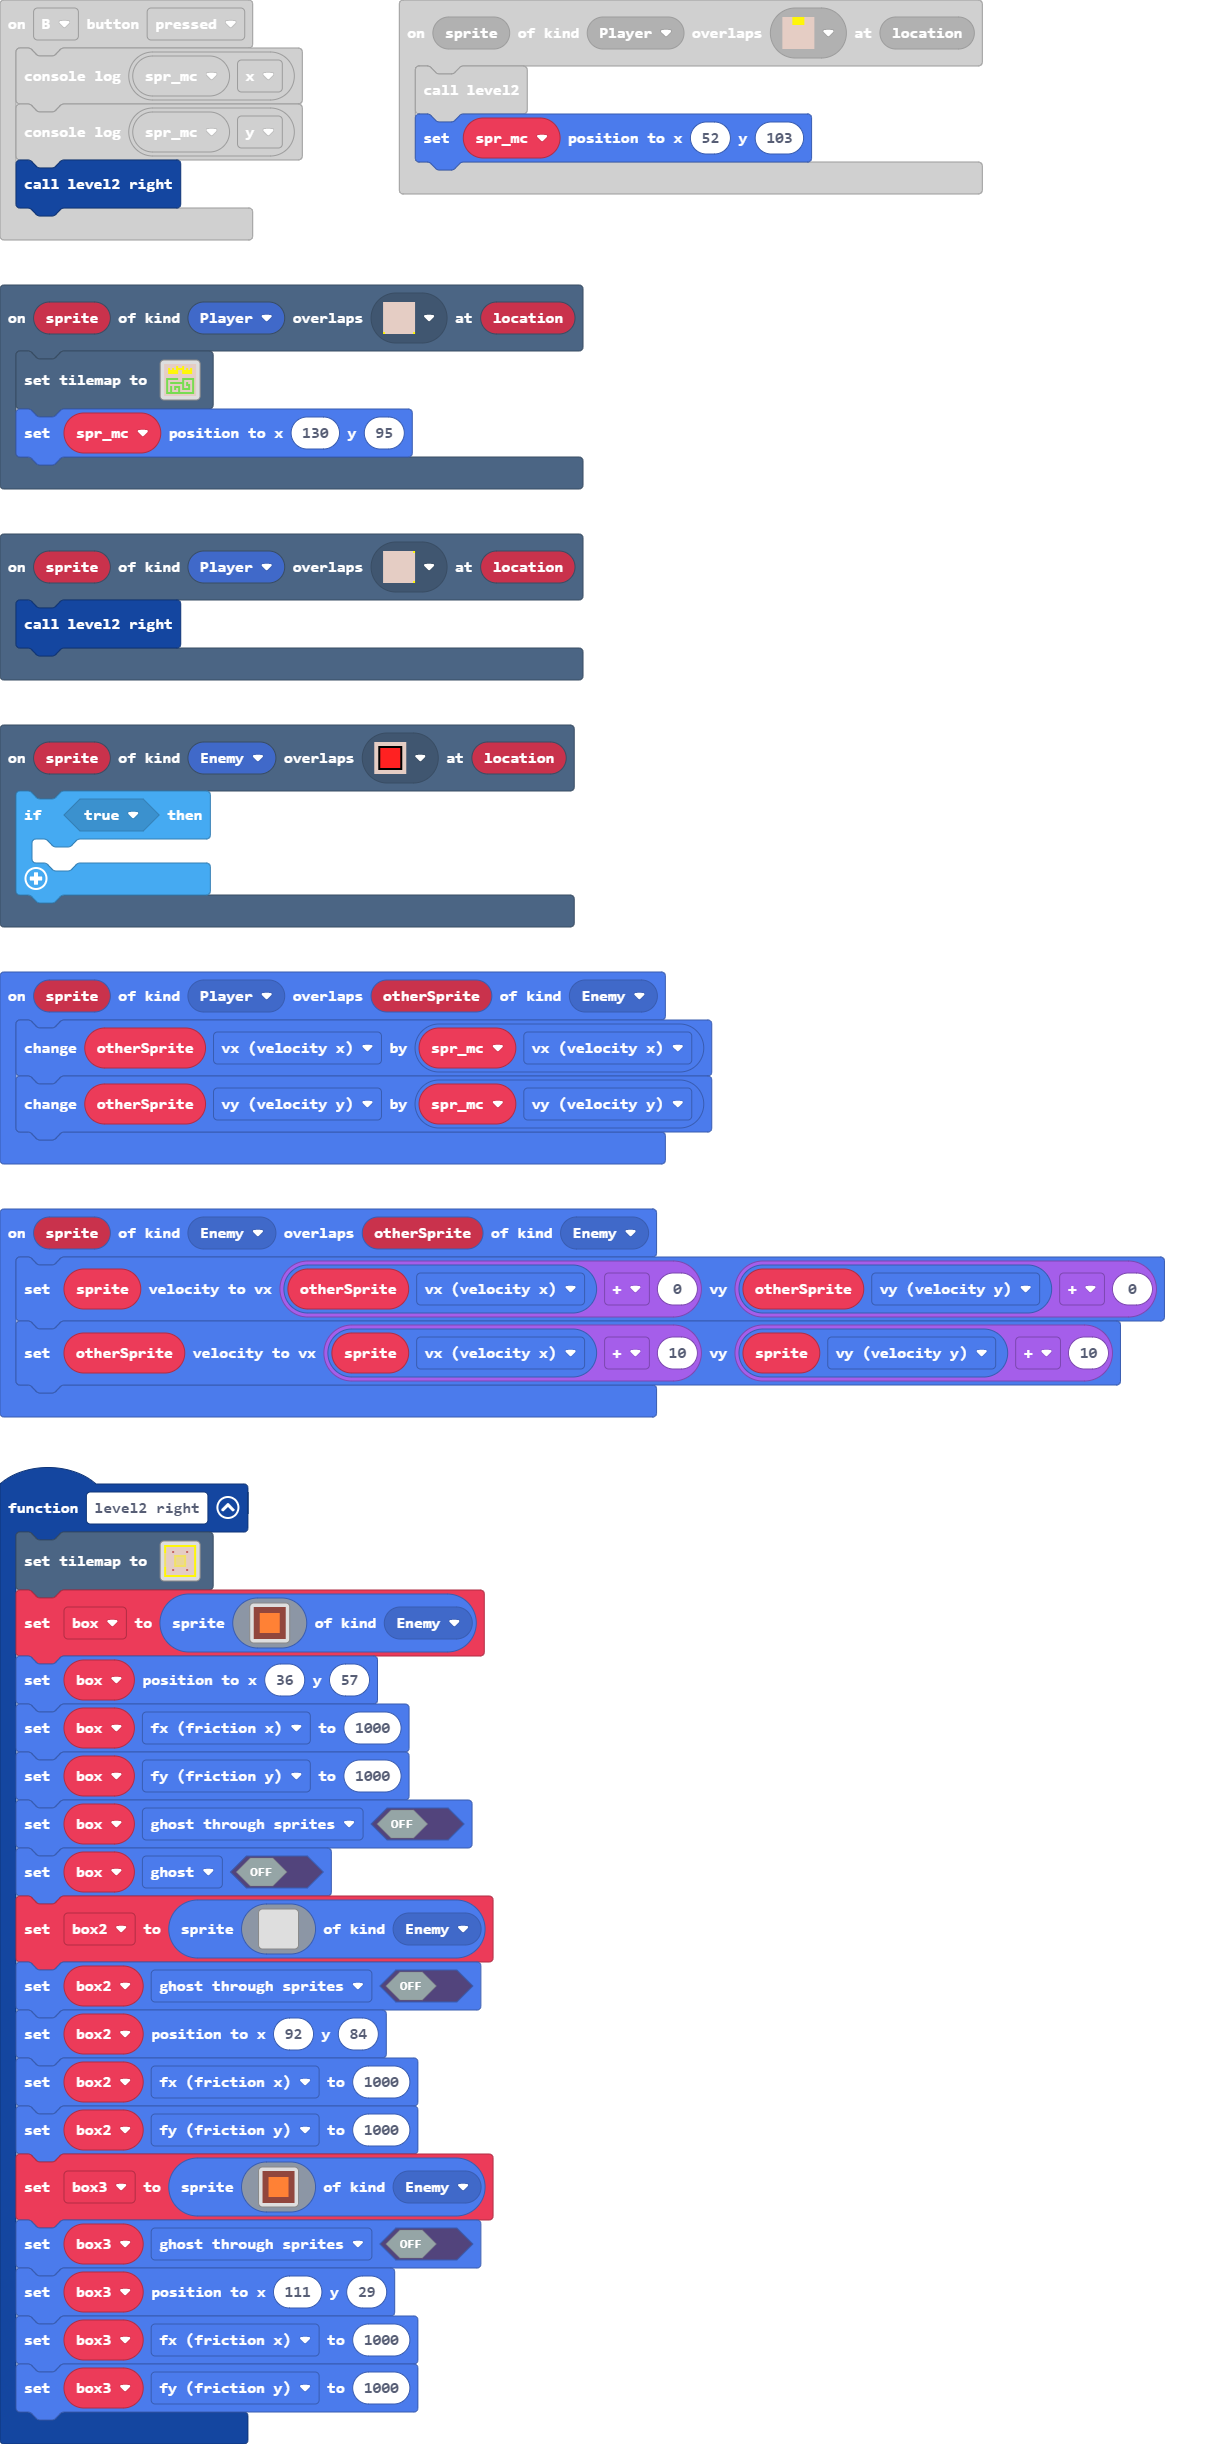 on B button pressed
console log spr_mc x
console log spr_mc y
call level2 right
on sprite of kind Player overlaps at location
call level2
set spr_mc position to x 52 y 103
on sprite of kind Player overlaps at location
set tilemap to
set spr_mc position to x 130 y 95
on sprite of kind Player overlaps at location
call level2 right
on sprite of kind Enemy overlaps at location
if true then
on sprite of kind Player overlaps otherSprite of kind Enemy
change otherSprite vx (velocity x) by spr_mc vx (velocity x)
change otherSprite vy (velocity y) by spr_mc vy (velocity y)
on sprite of kind Enemy overlaps otherSprite of kind Enemy
set sprite velocity to vx otherSprite vx (velocity x) + 0 vy otherSprite vy (velocity y) + 0
set otherSprite velocity to vx sprite vx (velocity x) + 10 vy sprite vy (velocity y) + 10
function level2 right
set tilemap to
set box to sprite of kind Enemy
set box position to x 36 y 57
set box fx (friction x) to 1000
set box fy (friction y) to 1000
set box ghost through sprites OFF
set box ghost OFF
set box2 to sprite of kind Enemy
set box2 ghost through sprites OFF
set box2 position to x 92 y 84
set box2 fx (friction x) to 1000
set box2 fy (friction y) to 1000
set box3 to sprite of kind Enemy
set box3 ghost through sprites OFF
set box3 position to x 111 y 29
set box3 fx (friction x) to 1000
set box3 fy (friction y) to 1000